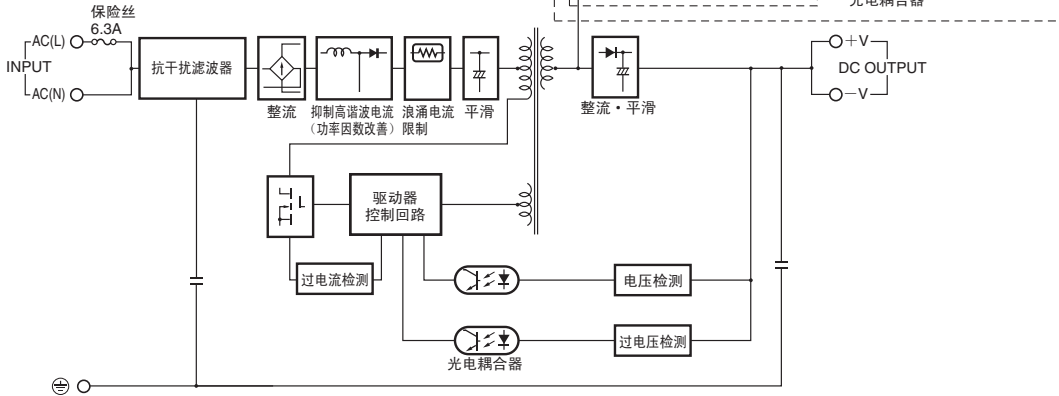 光电耦合器
保险丝
6.3A
AC(L)
INPUT
AC(N)
抗干扰滤波器
整流
抑制高谐波电流
（功率因数改善）
浪涌电流
限制
平滑
整流・平滑
+V
DC OUTPUT
-V
驱动器
控制回路
过电流检测
电压检测
过电压检测
光电耦合器